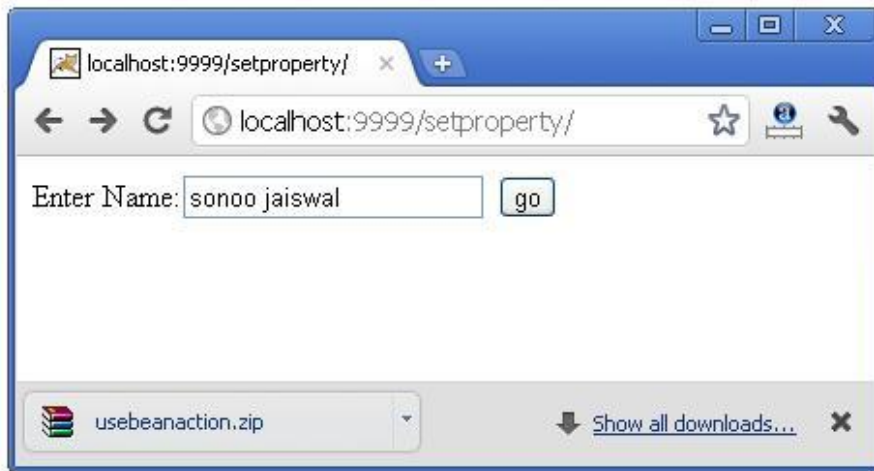 localhost:9999/setproperty/
localhost:9999/setproperty/
Enter Name: sonoo jaiswal go
usebeanaction.zip Show all downloads...